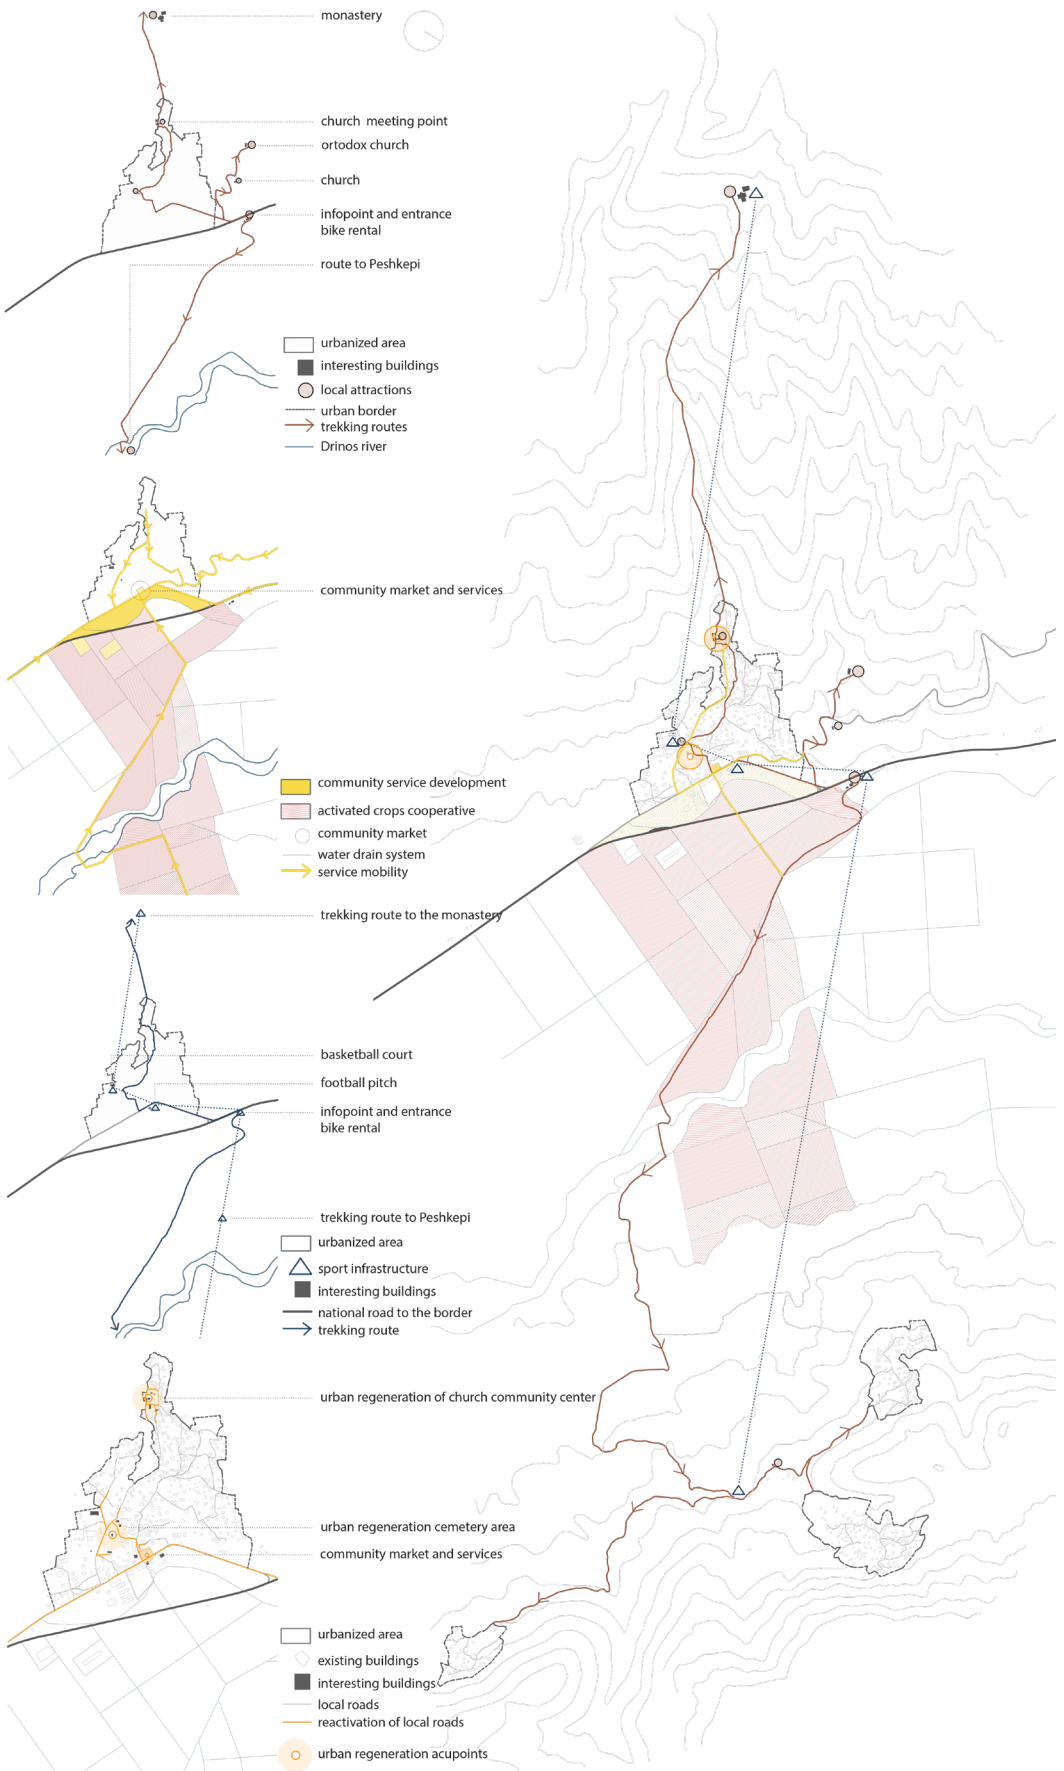 monastery
church meeting point
ortodox church
church
infopoint and entrance
bike rental
route to Peshkepi
urbanized area
interesting buildings
local attractions
urban border
trekking routes
Drinos river
community market and services
community service development
activated crops cooperative
community market
water drain system
service mobility
trekking route to the monastery
basketball court
football pitch
infopoint and entrance
bike rental
trekking route to Peshkepi
urbanized area
sport infrastructure
interesting buildings
national road to the border
trekking route
urban regeneration of church community center
urban regeneration cemetery area
community market and services
urbanized area
existing buildings
interesting buildings
local roads
reactivation of local roads
urban regeneration acupoints